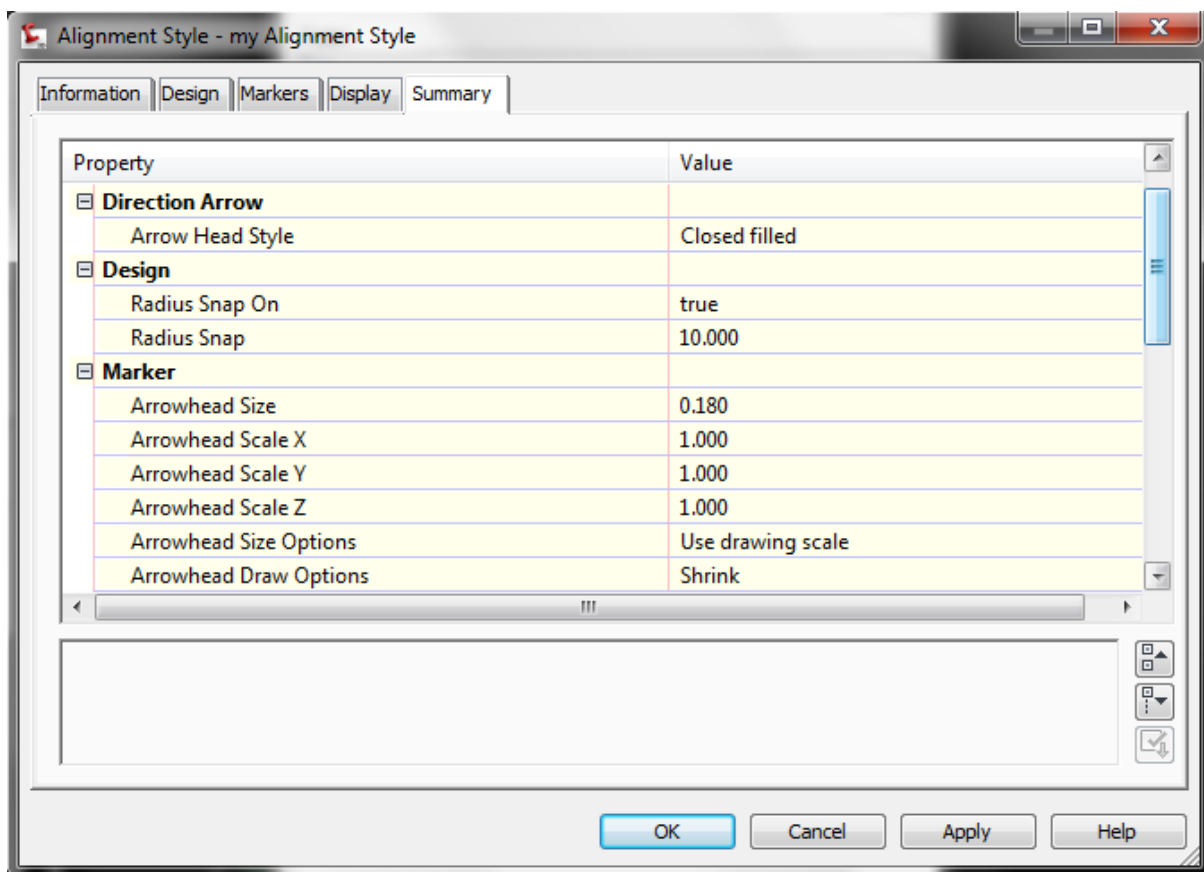 Alignment Style - my Alignment Style
Information Design Markers Display Summary
Property Value
Direction Arrow
Arrow Head Style Closed filled
Design
Radius Snap On true
Radius Snap 10.000
Marker
Arrowhead Size 0.180
Arrowhead Scale X 1.000
Arrowhead Scale Y 1.000
Arrowhead Scale Z 1.000
Arrowhead Size Options Use drawing scale
Arrowhead Draw Options Shrink
OK Cancel Apply Help